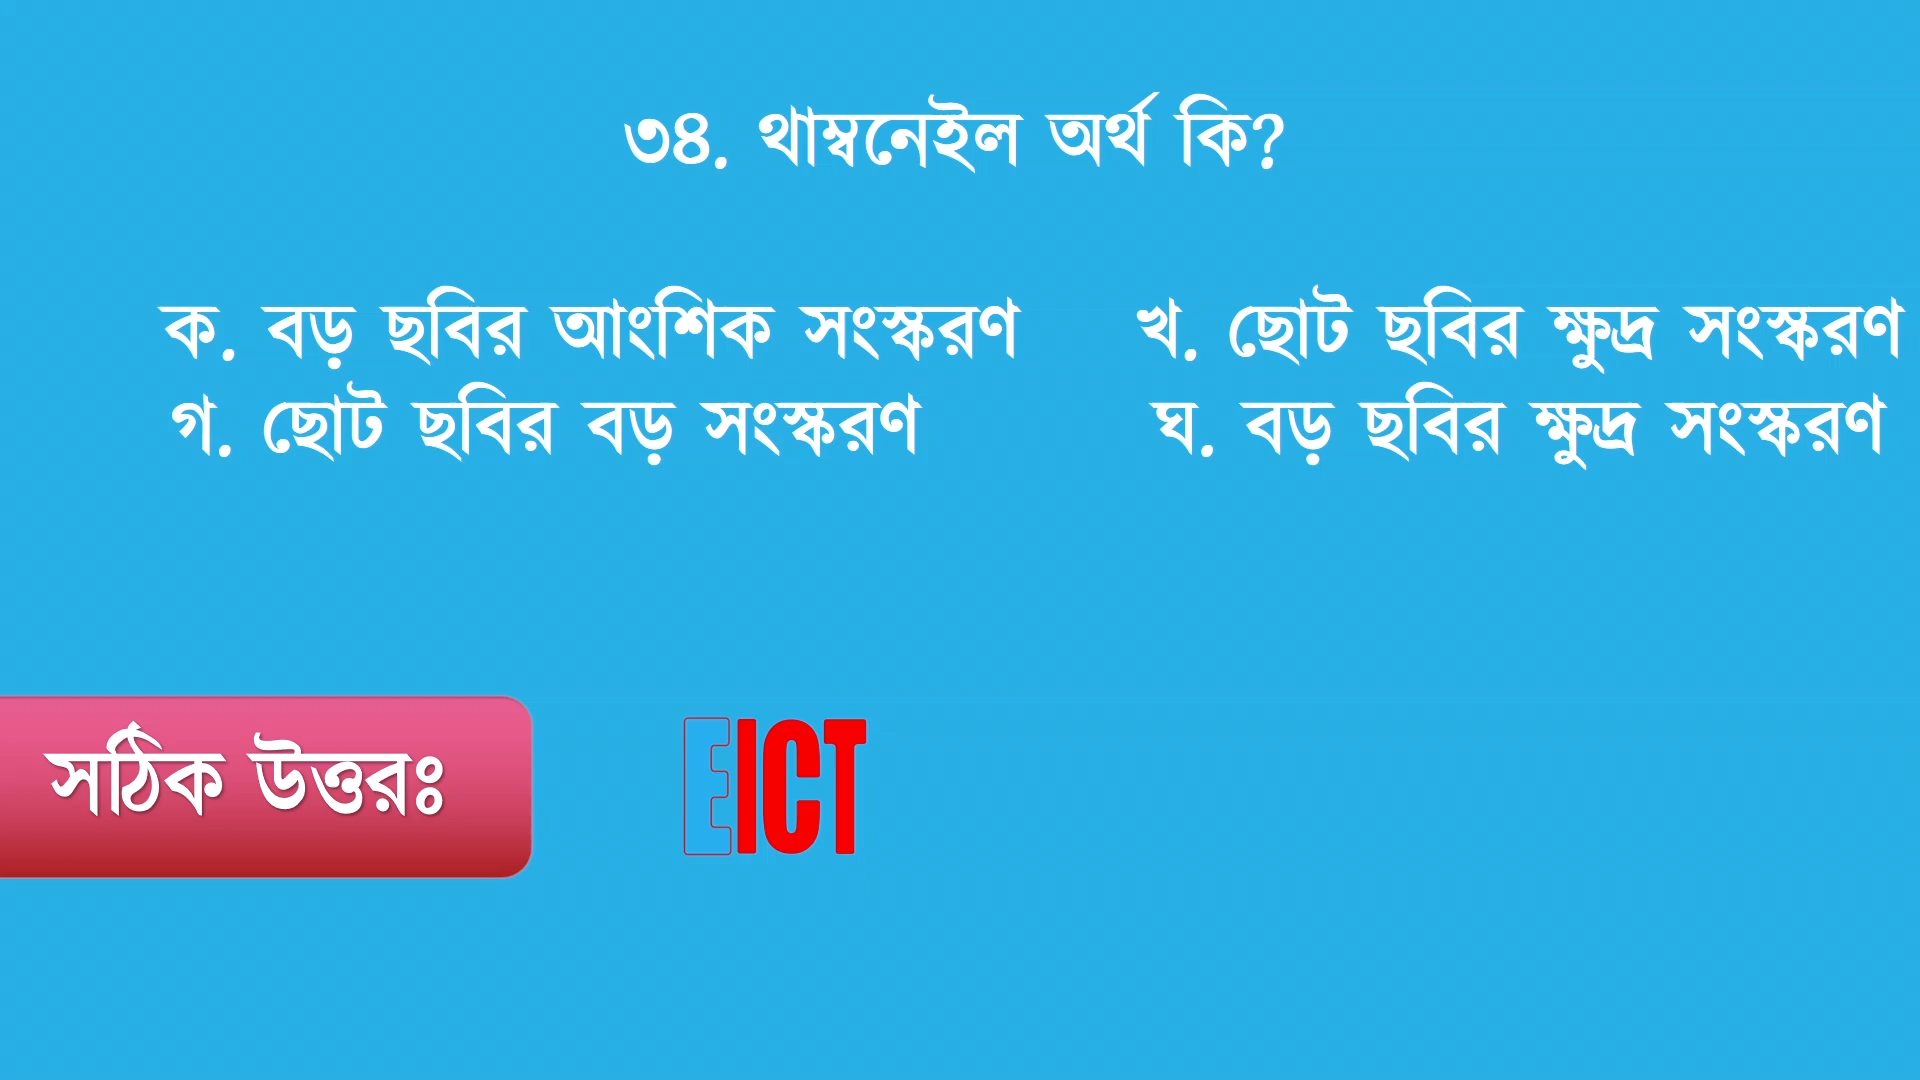 ৩৪. থাম্বনেইল অর্থ কি?
ক. বড় ছবির আংশিক সংস্করণ খ. ছোট ছবির ক্ষুদ্র সংস্করণ
গ. ছোট ছবির বড় সংস্করণ ঘ. বড় ছবির ক্ষুদ্র সংস্করণ
সঠিক উত্তরঃ
EICT